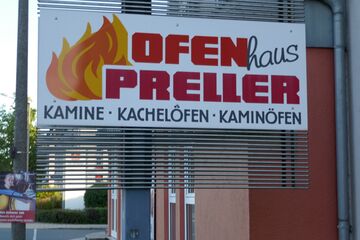 OFENhaus
PRELLER
KAMINE · KACHELÖFEN · KAMINÖFEN